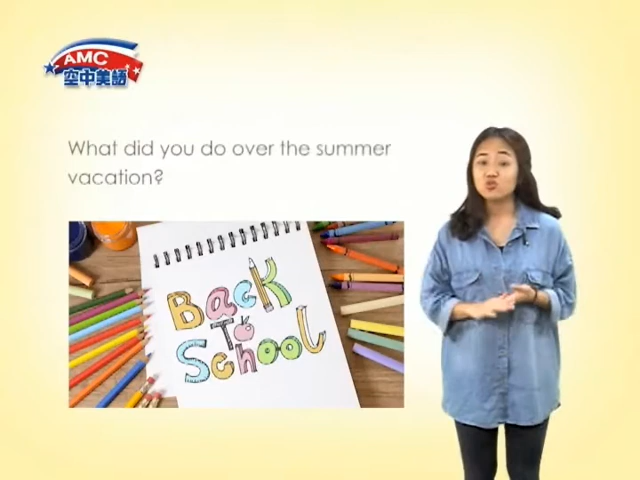 AMC
空中美語
What did you do over the summer
vacation?
Back
To
School